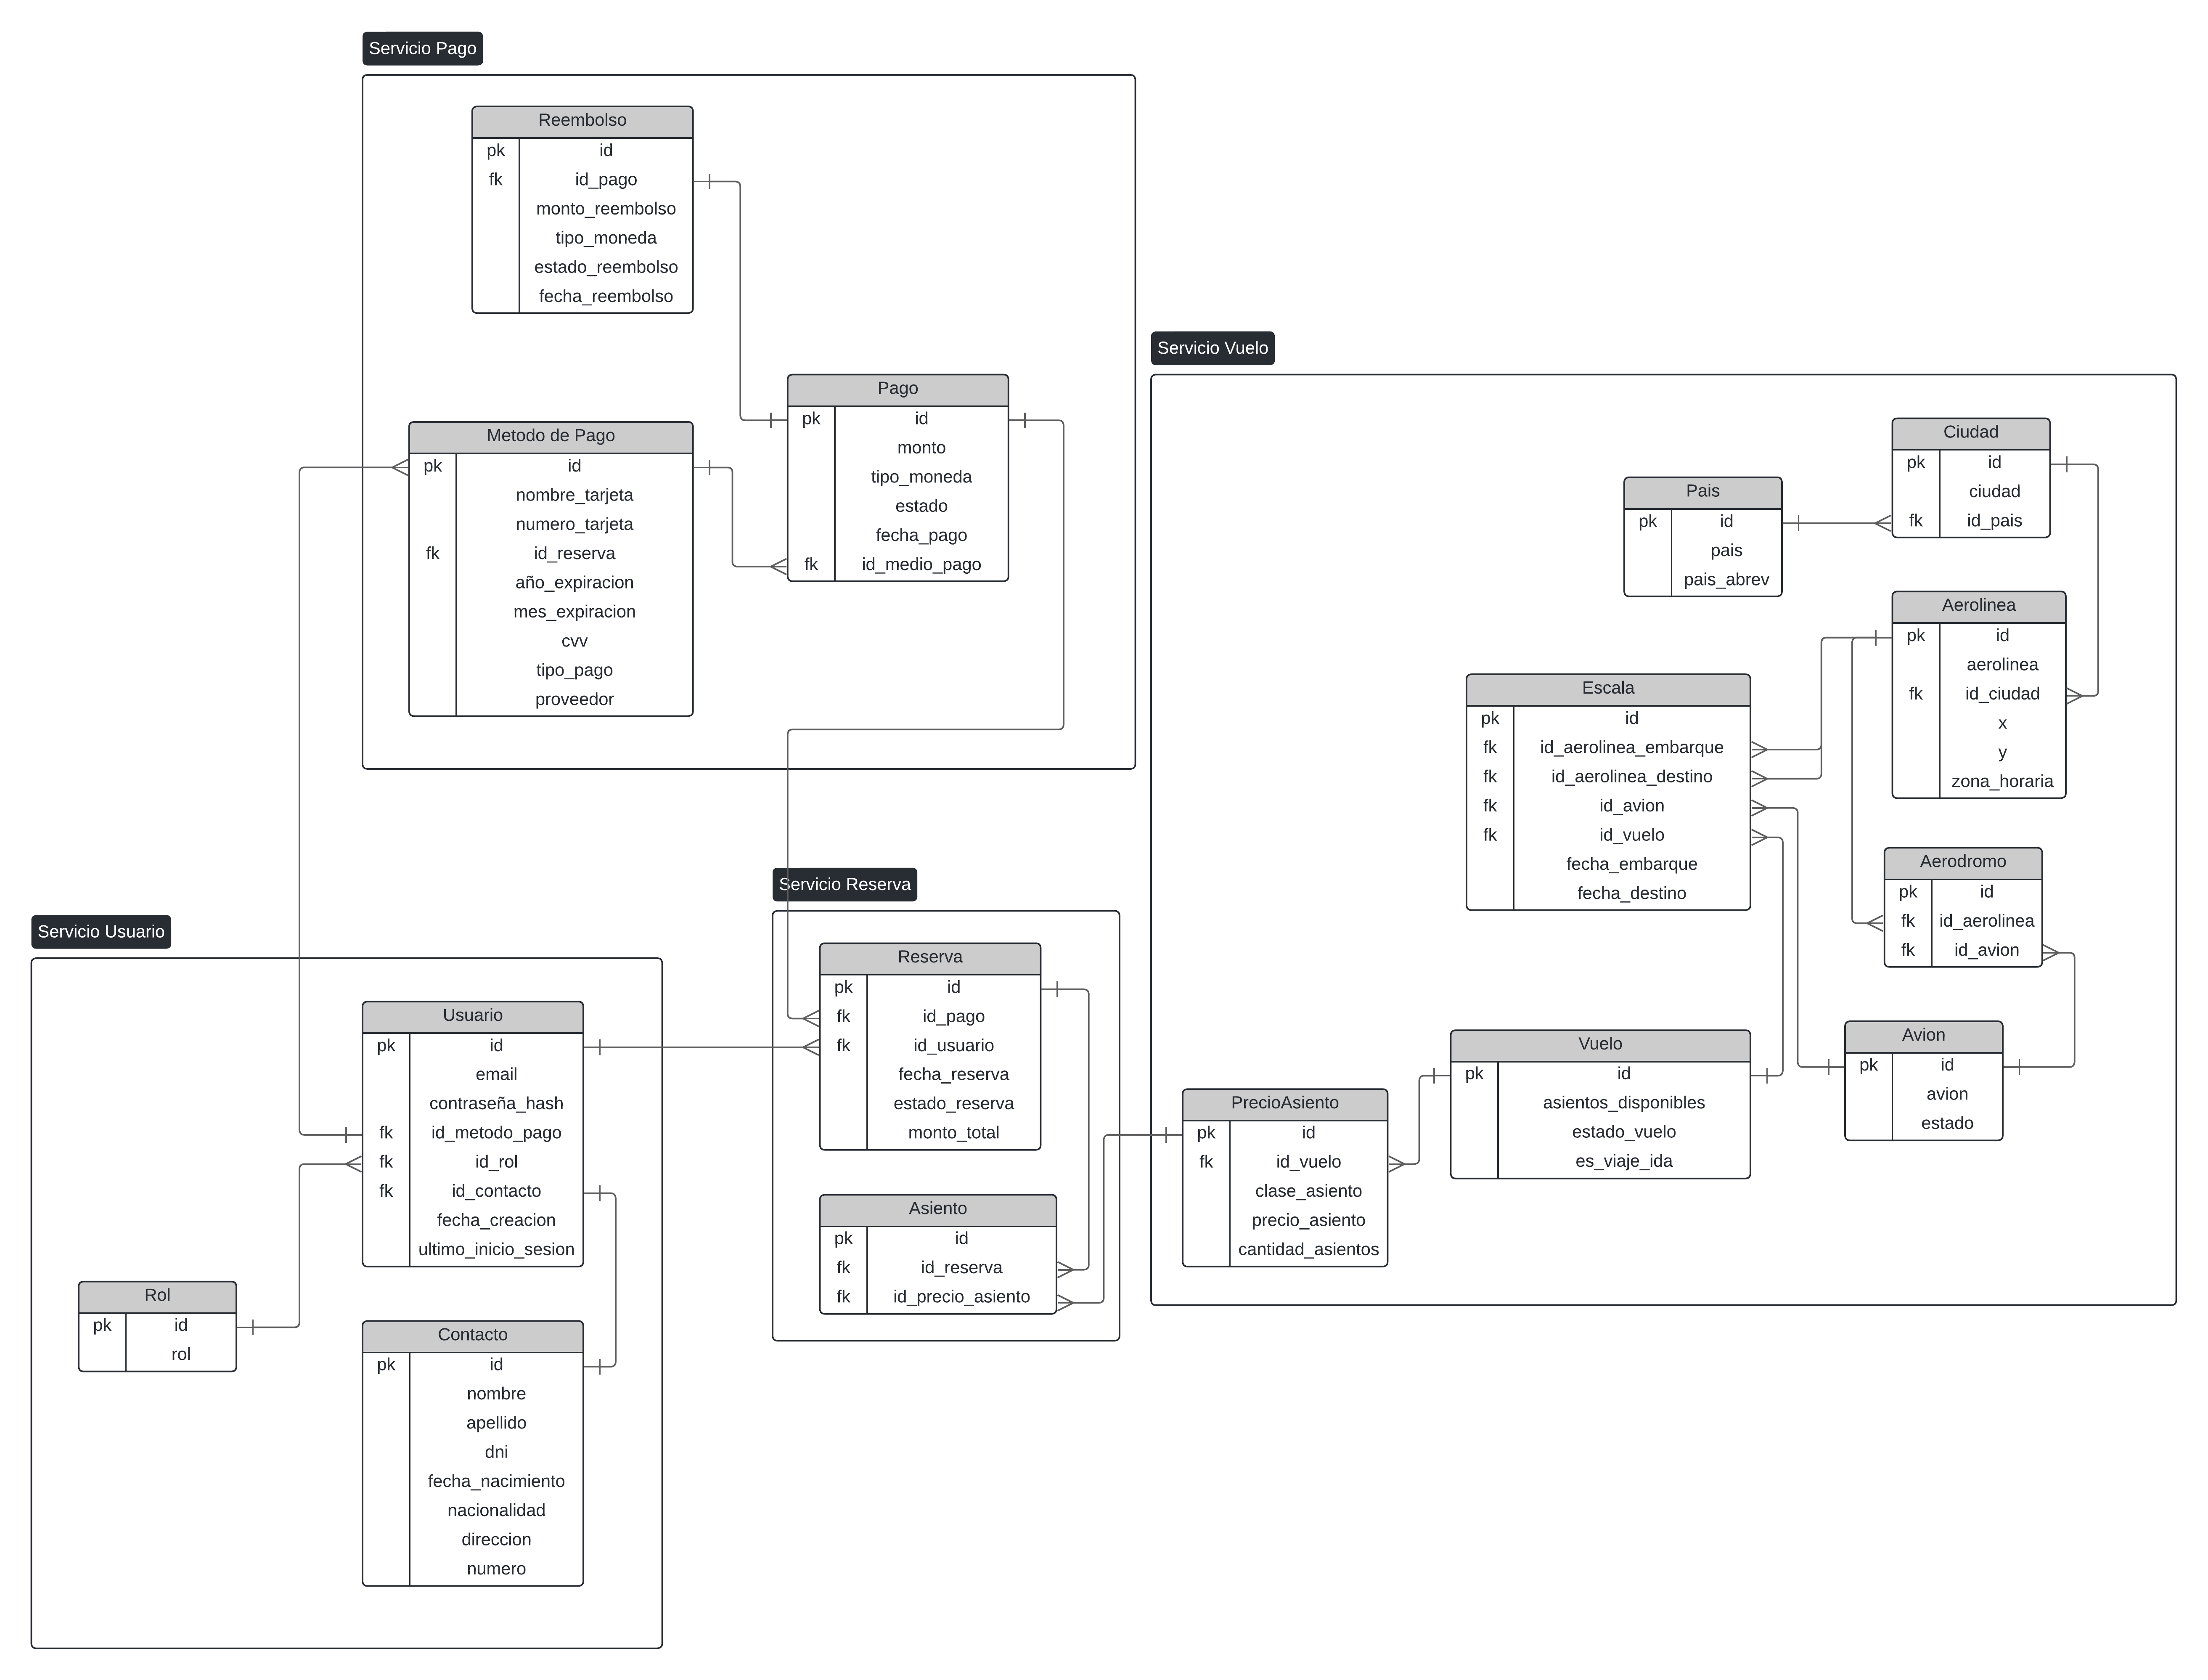 Servicio Pago
Reembolso
pk id
fk id_pago
monto_reembolso
tipo_moneda
estado_reembolso
fecha_reembolso
Metodo de Pago
pk id
nombre_tarjeta
numero_tarjeta
fk id_reserva
año_expiracion
mes_expiracion
cvv
tipo_pago
proveedor
Pago
pk id
monto
tipo_moneda
estado
fecha_pago
fk id_medio_pago
Servicio Vuelo
Pais
pk id
pais
pais_abrev
Ciudad
pk id
ciudad
fk id_pais
Aerolinea
pk id
aerolinea
fk id_ciudad
x
y
zona_horaria
Escala
pk id
fk id_aerolinea_embarque
fk id_aerolinea_destino
fk id_avion
fk id_vuelo
fecha_embarque
fecha_destino
Aerodromo
pk id
fk id_aerolinea
fk id_avion
Avion
pk id
avion
estado
Vuelo
pk id
asientos_disponibles
estado_vuelo
es_viaje_ida
PrecioAsiento
pk id
fk id_vuelo
clase_asiento
precio_asiento
cantidad_asientos
Servicio Reserva
Reserva
pk id
fk id_pago
fk id_usuario
fecha_reserva
estado_reserva
monto_total
Asiento
pk id
fk id_reserva
fk id_precio_asiento
Servicio Usuario
Usuario
pk id
email
contraseña_hash
fk id_metodo_pago
fk id_rol
fk id_contacto
fecha_creacion
ultimo_inicio_sesion
Rol
pk id
rol
Contacto
pk id
nombre
apellido
dni
fecha_nacimiento
nacionalidad
direccion
numero